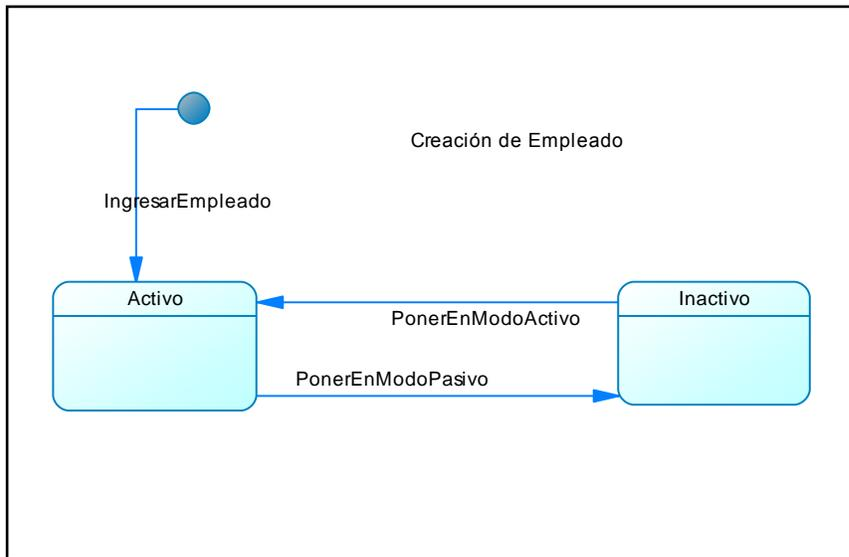 Creación de Empleado
IngresarEmpleado
Activo
Inactivo
PonerEnModoActivo
PonerEnModoPasivo